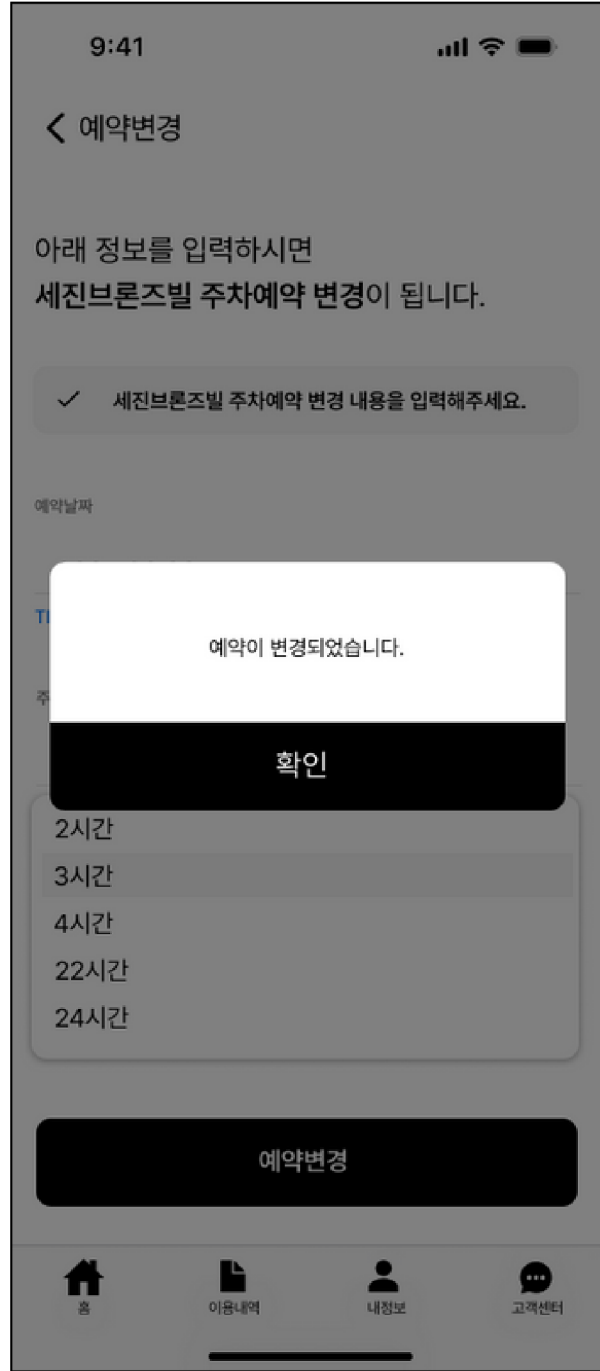 9:41
예약변경
아래 정보를 입력하시면
세진브론즈빌 주차예약 변경이 됩니다.
세진브론즈빌 주차예약 변경 내용을 입력해주세요.
예약날짜
예약이 변경되었습니다.
확인
2시간
3시간
4시간
22시간
24시간
예약변경
홈
이용내역
내정보
고객센터